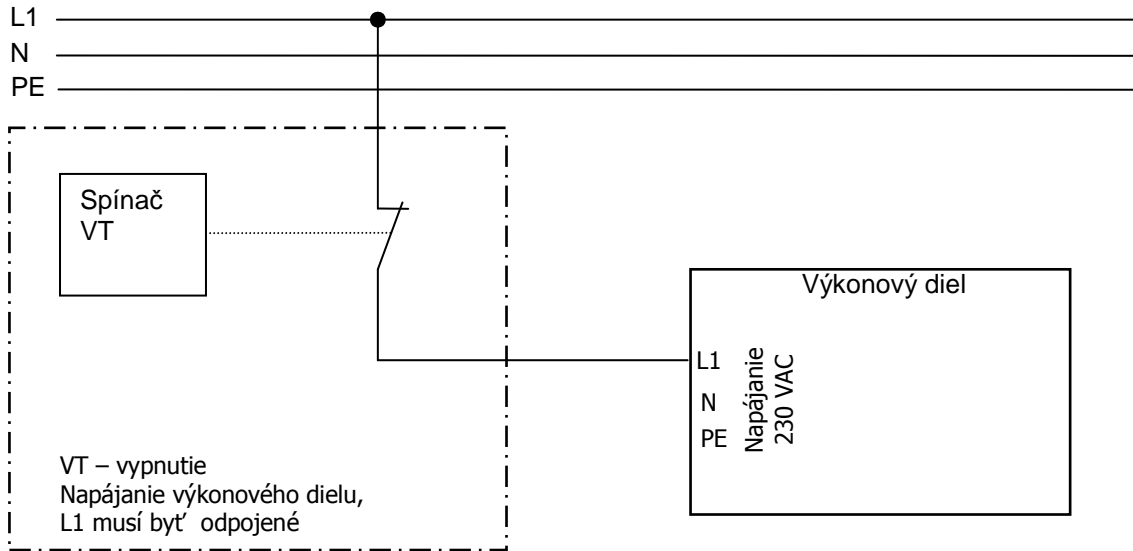 L1
N
PE
Spínač
VT
Výkonový diel
L1
N
PE
Napájanie
230 VAC
VT – vypnutie
Napájanie výkonového dielu,
L1 musí byť odpojené